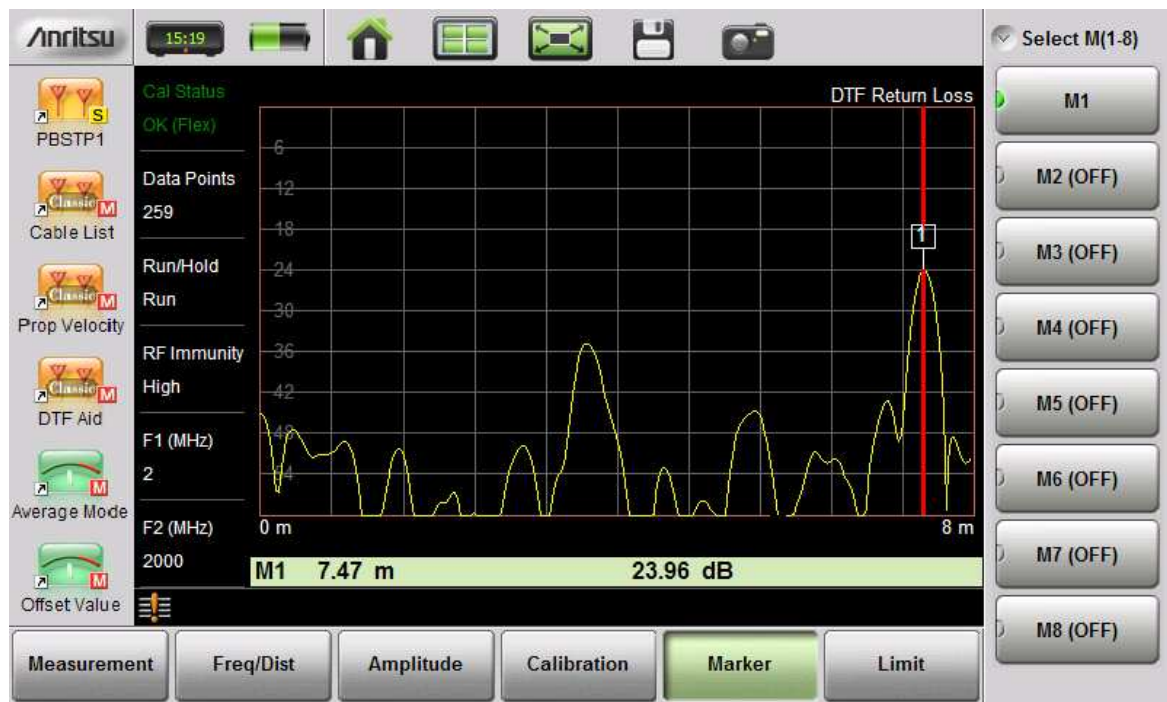 Anritsu
15:19
Select M(1-8)
PBSTP1
S
Cable List
Classic
M
Prop Velocity
Classic
M
DTF Aid
Classic
M
Average Mode
M
Offset Value
M
Cal Status
OK (Flex)
Data Points
259
Run/Hold
Run
RF Immunity
High
F1 (MHz)
2
F2 (MHz)
2000
DTF Return Loss
6
12
18
24
30
36
42
48
54
1
0 m
8 m
M1 7.47 m 23.96 dB
M1
M2 (OFF)
M3 (OFF)
M4 (OFF)
M5 (OFF)
M6 (OFF)
M7 (OFF)
M8 (OFF)
Measurement
Freq/Dist
Amplitude
Calibration
Marker
Limit